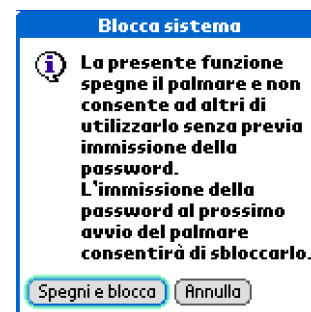 Blocca sistema
La presente funzione
spegne il palmare e non
consente ad altri di
utilizzarlo senza previa
immissione della
password.
L'immissione della
password al prossimo
avvio del palmare
consentirà di sbloccarlo.
Spegni e blocca Annulla